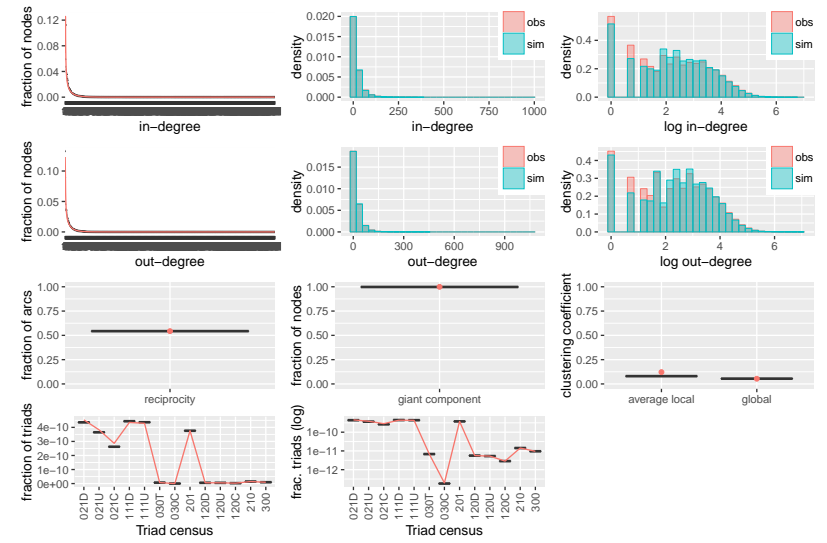 fraction of nodes
0.12
0.08
0.04
0.00
in−degree
density
0.020
0.015
0.010
0.005
0.000
0 250 500 750 1000
in−degree
obs
sim
density
0.4
0.2
0.0
0 2 4 6
log in−degree
obs
sim
fraction of nodes
0.10
0.05
0.00
out−degree
density
0.015
0.010
0.005
0.000
0 300 600 900
out−degree
obs
sim
density
0.4
0.3
0.2
0.1
0.0
0 2 4 6
log out−degree
obs
sim
fraction of arcs
1.00
0.75
0.50
0.25
0.00
reciprocity
fraction of nodes
1.00
0.75
0.50
0.25
0.00
giant component
clustering coefficient
1.00
0.75
0.50
0.25
0.00
average local global
fraction of triads
4e−10
3e−10
2e−10
1e−10
0e+00
021D 021U 021C 111D 111U 030T 030C 201 120D 120U 120C 210 300
Triad census
frac. triads (log)
1e−10
1e−11
1e−12
021D 021U 021C 111D 111U 030T 030C 201 120D 120U 120C 210 300
Triad census